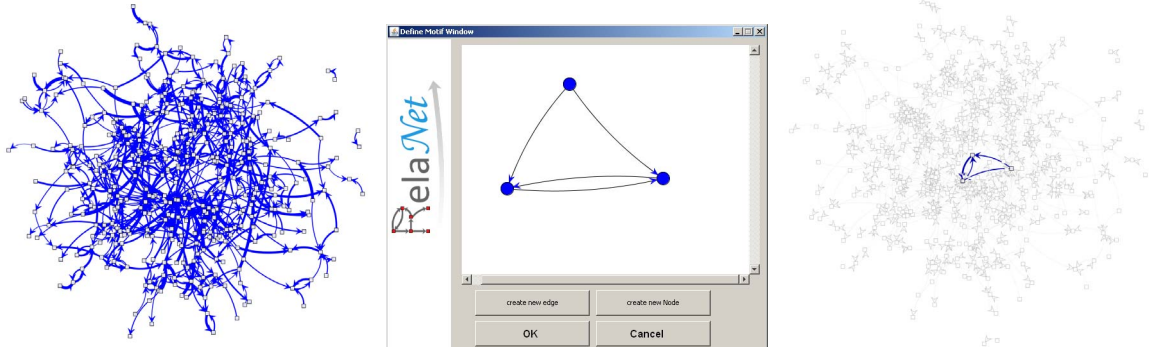 Define Motif Window
RelaNet
create new edge
create new Node
OK
Cancel